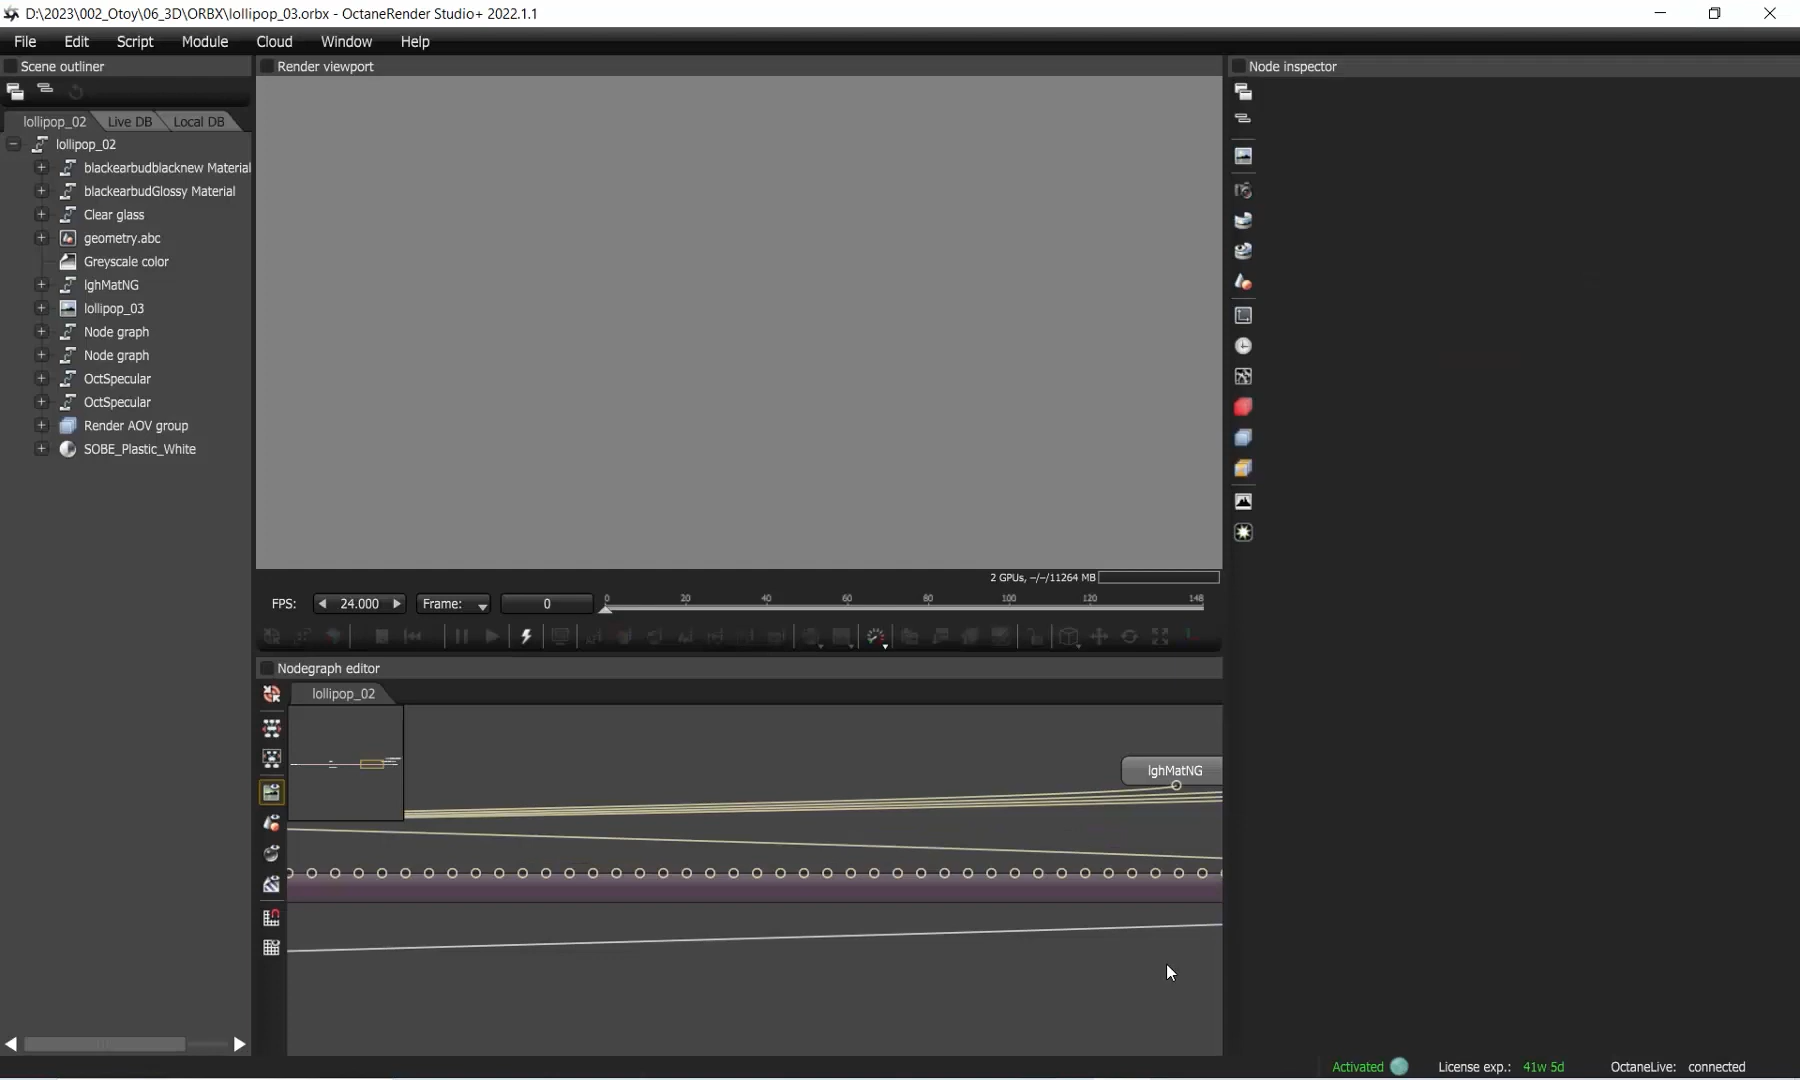 D:\2023\002_Otoy\06_3D\ORBX\lollipop_03.orbx - OctaneRender Studio+ 2022.1.1
File Edit Script Module Cloud Window Help
Scene outliner
lollipop_02 Live DB Local DB
lollipop_02
blackearbudblacknew Material
blackearbudGlossy Material
Clear glass
geometry.abc
Greyscale color
lghMatNG
lollipop_03
Node graph
Node graph
OctSpecular
OctSpecular
Render AOV group
SOBE_Plastic_White
Render viewport
2 GPUs, -/-/11264 MB
FPS: 24.000 Frame: 0
0 20 40 60 80 100 120 148
Nodegraph editor
lollipop_02
lghMatNG
Node inspector
Activated License exp.: 41w 5d OctaneLive: connected